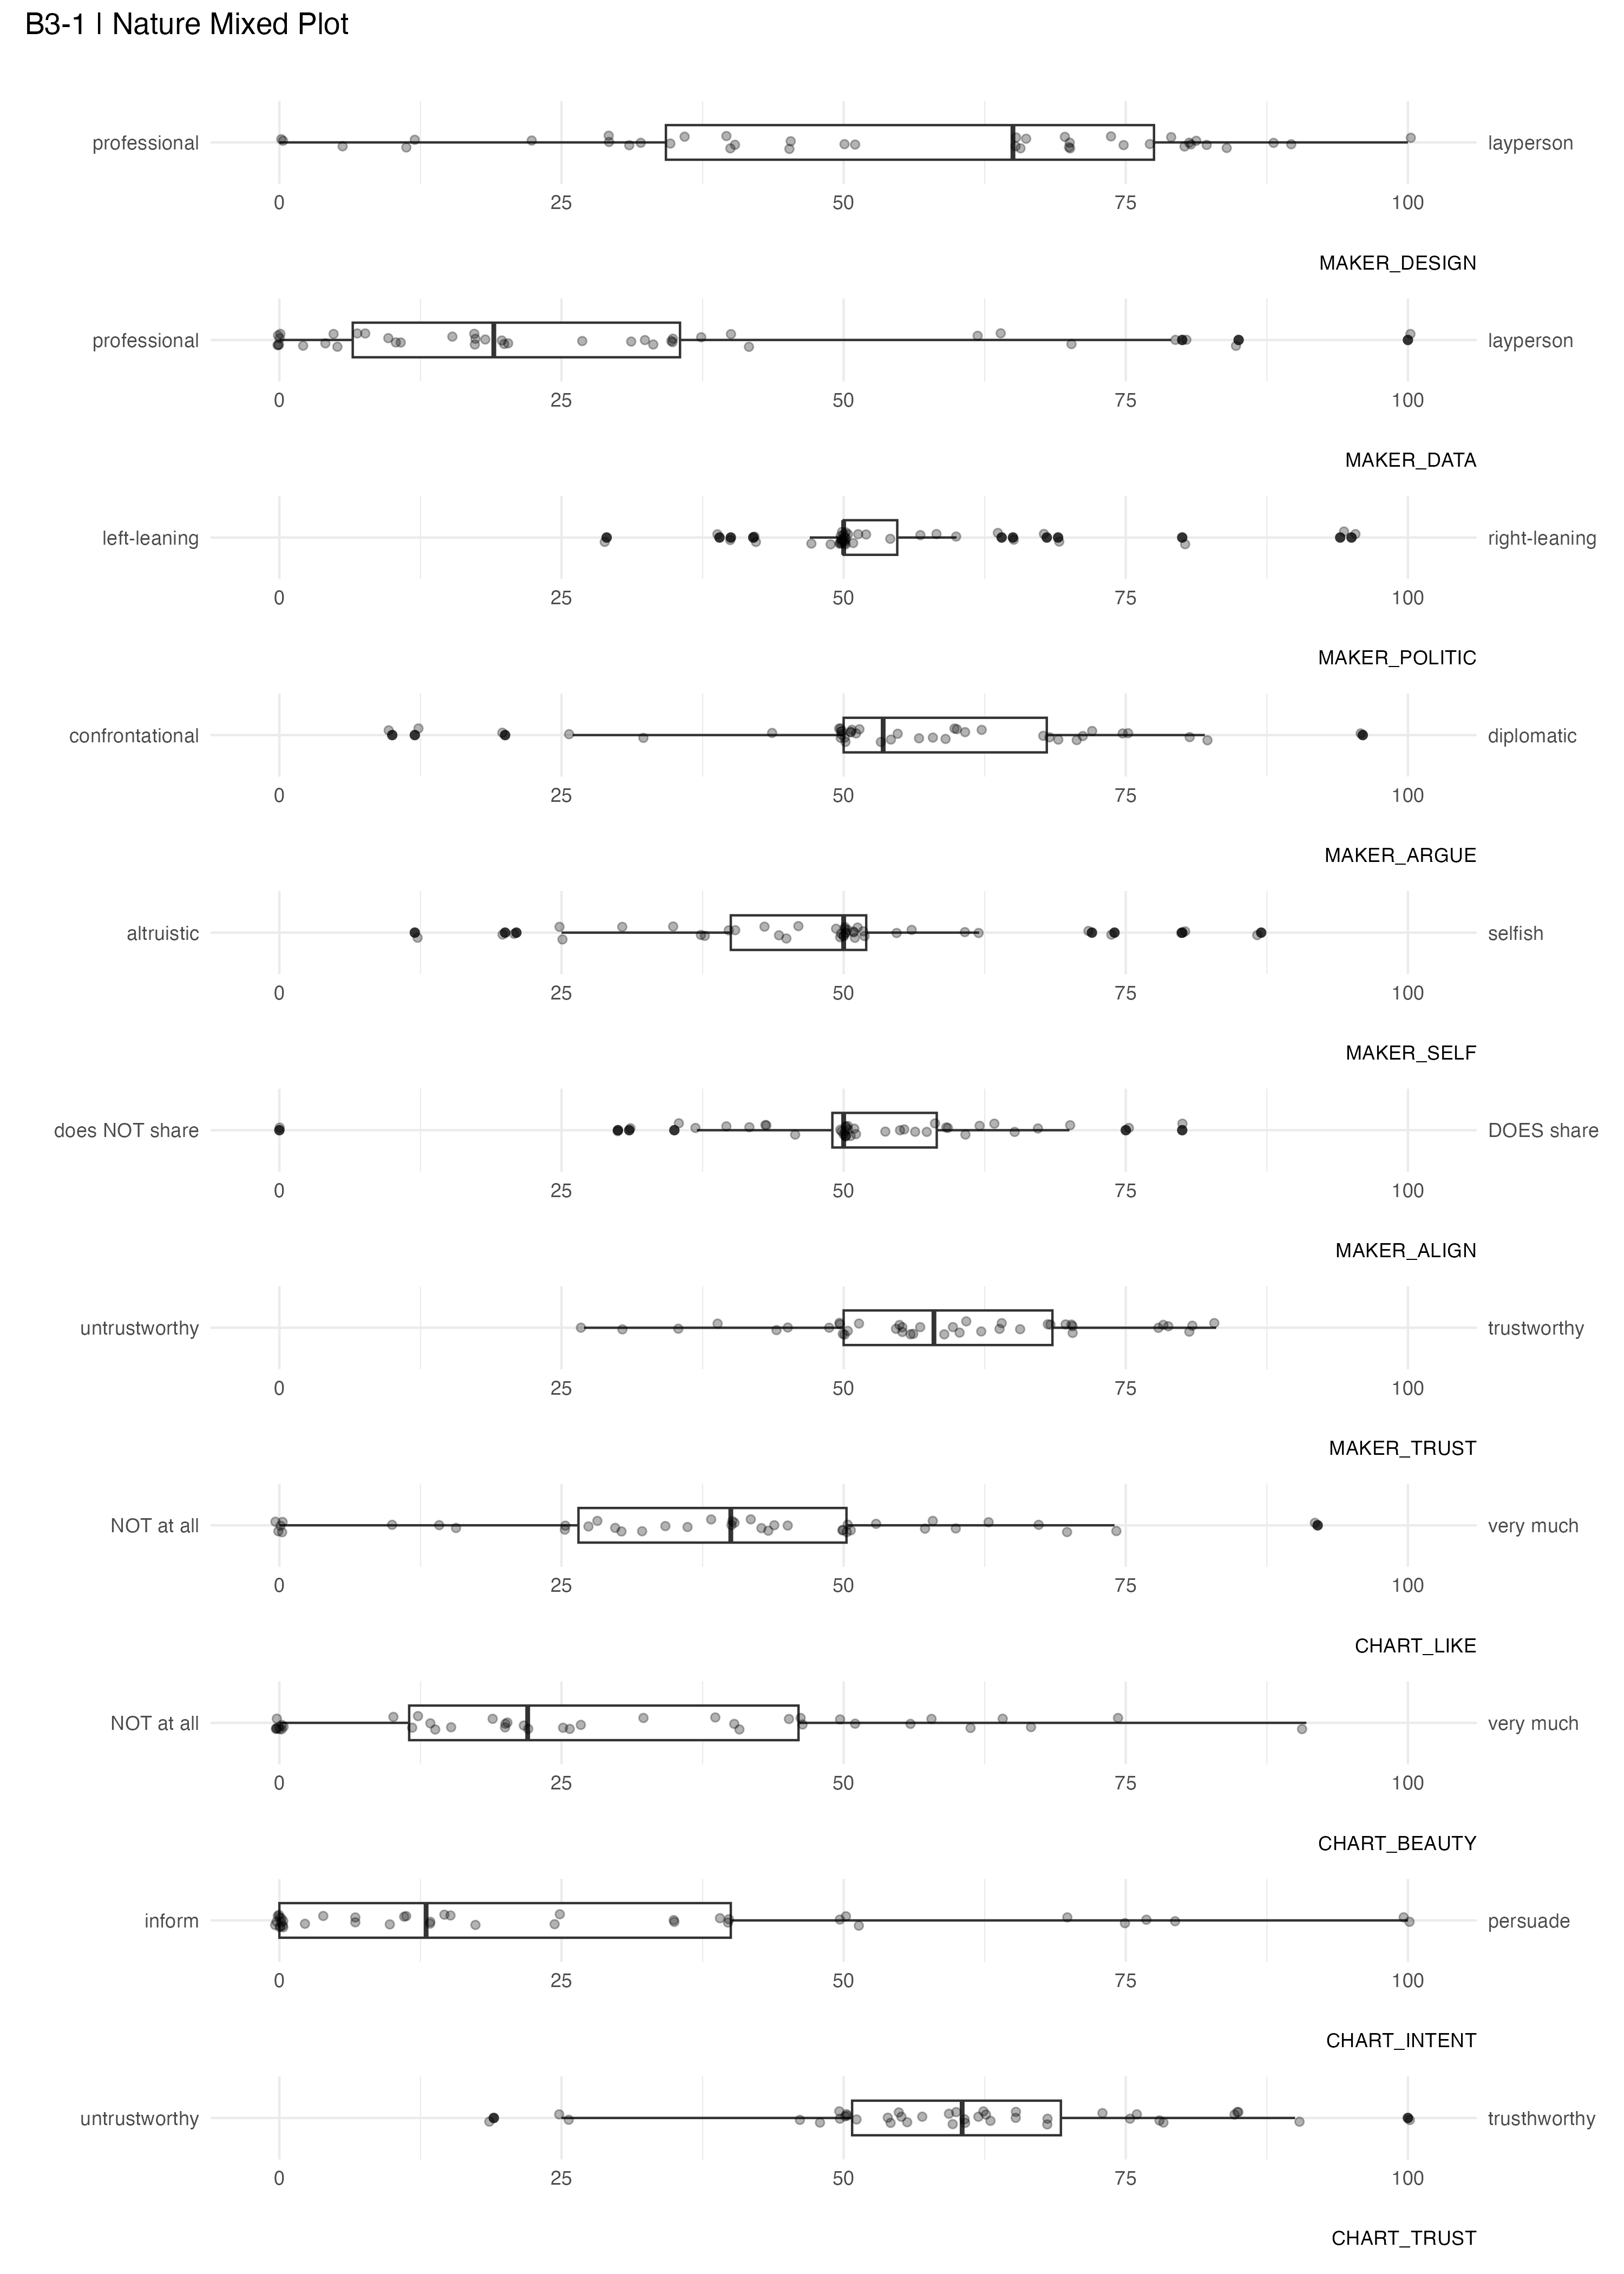 B3-1 | Nature Mixed Plot
professional layperson
0 25 50 75 100
MAKER_DESIGN
professional layperson
0 25 50 75 100
MAKER_DATA
left-leaning right-leaning
0 25 50 75 100
MAKER_POLITIC
confrontational diplomatic
0 25 50 75 100
MAKER_ARGUE
altruistic selfish
0 25 50 75 100
MAKER_SELF
does NOT share DOES share
0 25 50 75 100
MAKER_ALIGN
untrustworthy trustworthy
0 25 50 75 100
MAKER_TRUST
NOT at all very much
0 25 50 75 100
CHART_LIKE
NOT at all very much
0 25 50 75 100
CHART_BEAUTY
inform persuade
0 25 50 75 100
CHART_INTENT
untrustworthy trusthworthy
0 25 50 75 100
CHART_TRUST